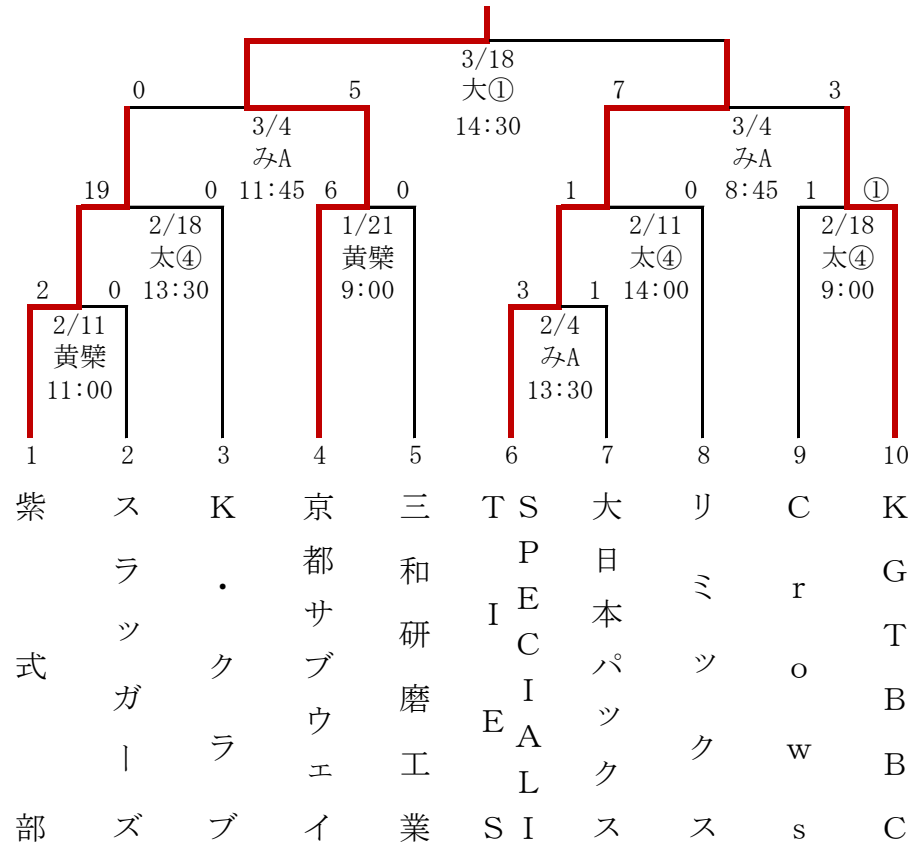 3/18
大①
14:30
0
5
7
3
3/4
みA
11:45
3/4
みA
8:45
19
0
6
0
1
0
1
①
2/18
太④
13:30
1/21
黄檗
9:00
2/11
太④
14:00
2/18
太④
9:00
2
0
3
1
2/11
黄檗
11:00
2/4
みA
13:30
1
2
3
4
5
6
7
8
9
10
紫式部
スラッガーズ
K・クラブ
京都サブウェイ
三和研磨工業
SPECIALI
TIES
大日本パックス
リミックス
Crows
KGTBBC